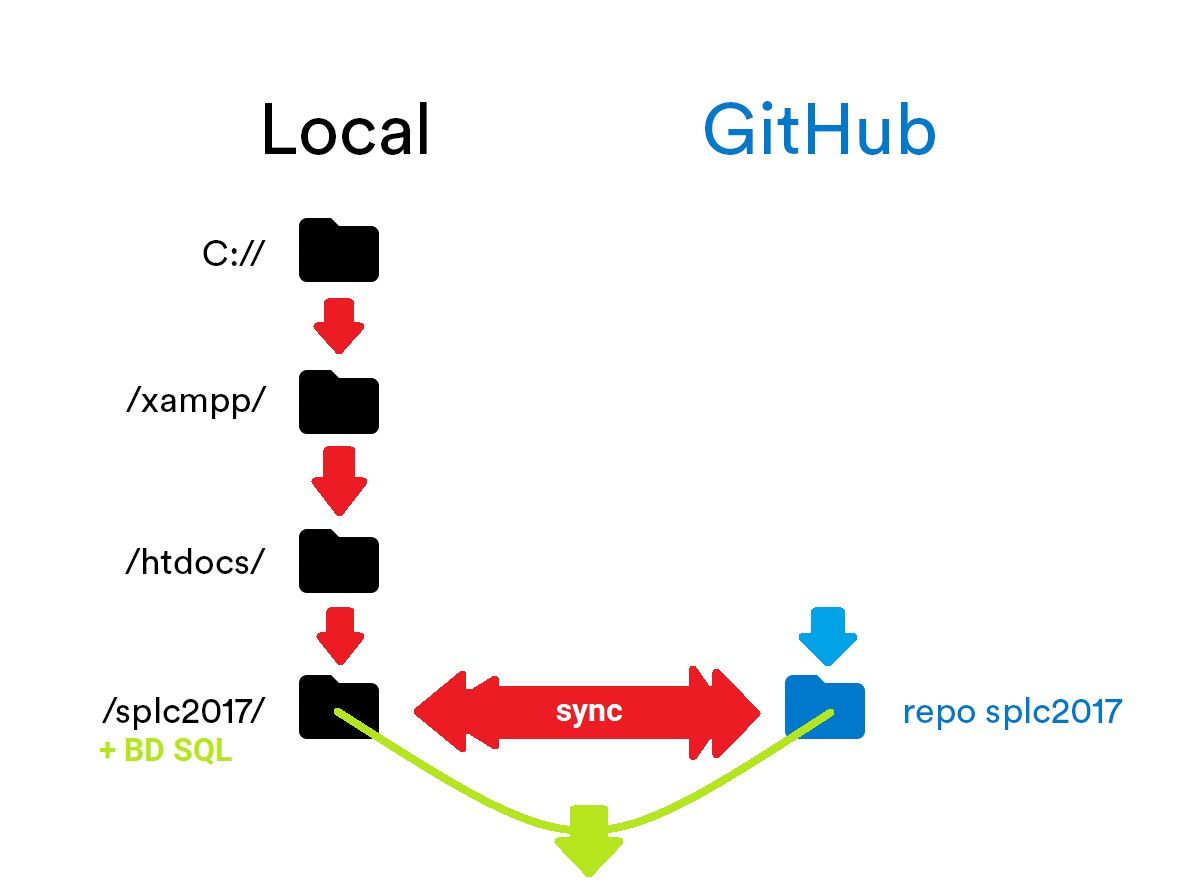 Local
GitHub
C://
/xampp/
/htdocs/
/splc2017/
+ BD SQL
sync
repo splc2017